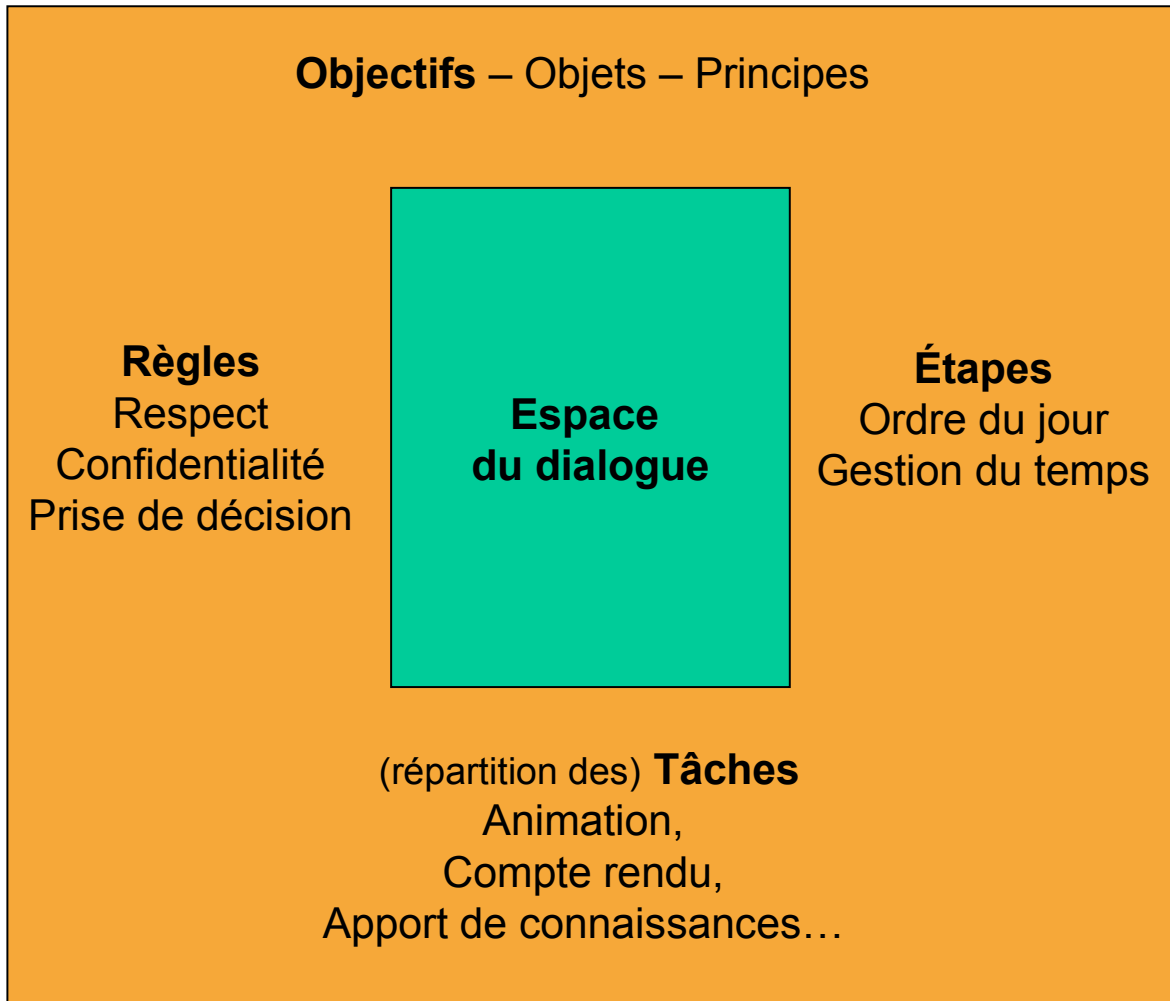 Objectifs – Objets – Principes
Règles
Respect
Confidentialité
Prise de décision
Espace
du dialogue
Étapes
Ordre du jour
Gestion du temps
(répartition des) Tâches
Animation,
Compte rendu,
Apport de connaissances…